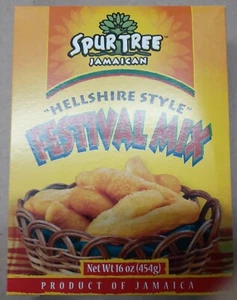 SPUR TREE
JAMAICAN
"HELLSHIRE STYLE"
FESTIVAL MIX
Net Wt 16 oz (454g)
PRODUCT OF JAMAICA